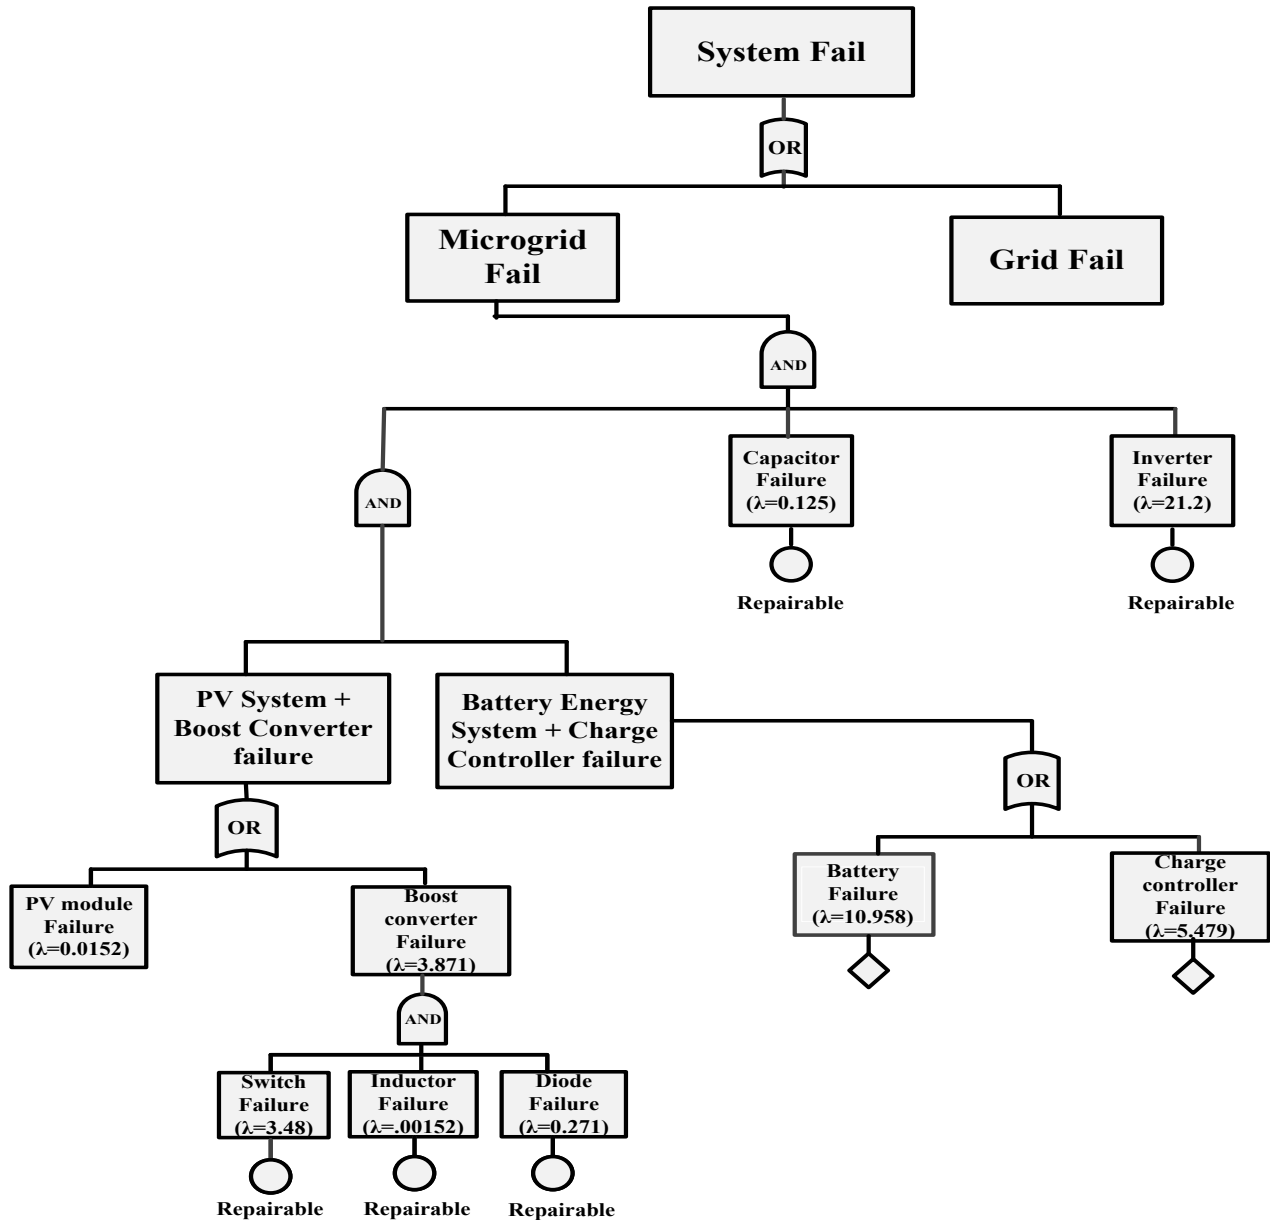 System Fail
OR
Microgrid
Fail
Grid Fail
AND
Capacitor
Failure
(λ=0.125)
Repairable
Inverter
Failure
(λ=21.2)
Repairable
AND
PV System +
Boost Converter
failure
Battery Energy
System + Charge
Controller failure
OR
OR
PV module
Failure
(λ=0.0152)
Boost
converter
Failure
(λ=3.871)
Battery
Failure
(λ=10.958)
Charge
controller
Failure
(λ=5.479)
AND
Switch
Failure
(λ=3.48)
Repairable
Inductor
Failure
(λ=.00152)
Repairable
Diode
Failure
(λ=0.271)
Repairable